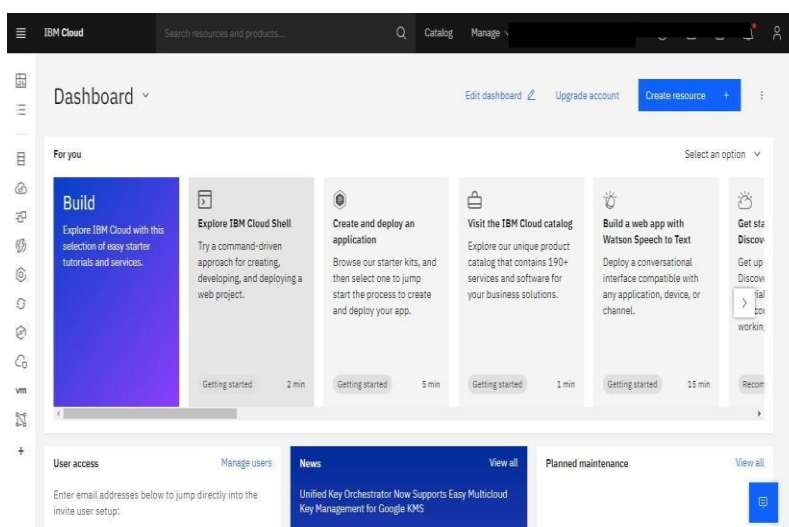 IBM Cloud
Search resources and products...
Catalog
Manage
Dashboard
Edit dashboard
Upgrade account
Create resource +
For you
Select an option
Build
Explore IBM Cloud with this
selection of easy starter
tutorials and services.
Explore IBM Cloud Shell
Try a command-driven
approach for creating,
developing, and deploying a
web project.
Getting started
2 min
Create and deploy an
application
Browse our starter kits, and
then select one to jump
start the process to create
and deploy your app.
Getting started
5 min
Visit the IBM Cloud catalog
Explore our unique product
catalog that contains 190+
services and software for
your business solutions.
Getting started
1 min
Build a web app with
Watson Speech to Text
Deploy a conversational
interface compatible with
any application, device, or
channel.
Getting started
15 min
Get sta
Discov
Get up
Discov
workin
Recom
vm
User access
Manage users
Enter email addresses below to jump directly into the
invite user setup:
News
View all
Unified Key Orchestrator Now Supports Easy Multicloud
Key Management for Google KMS
Planned maintenance
View all